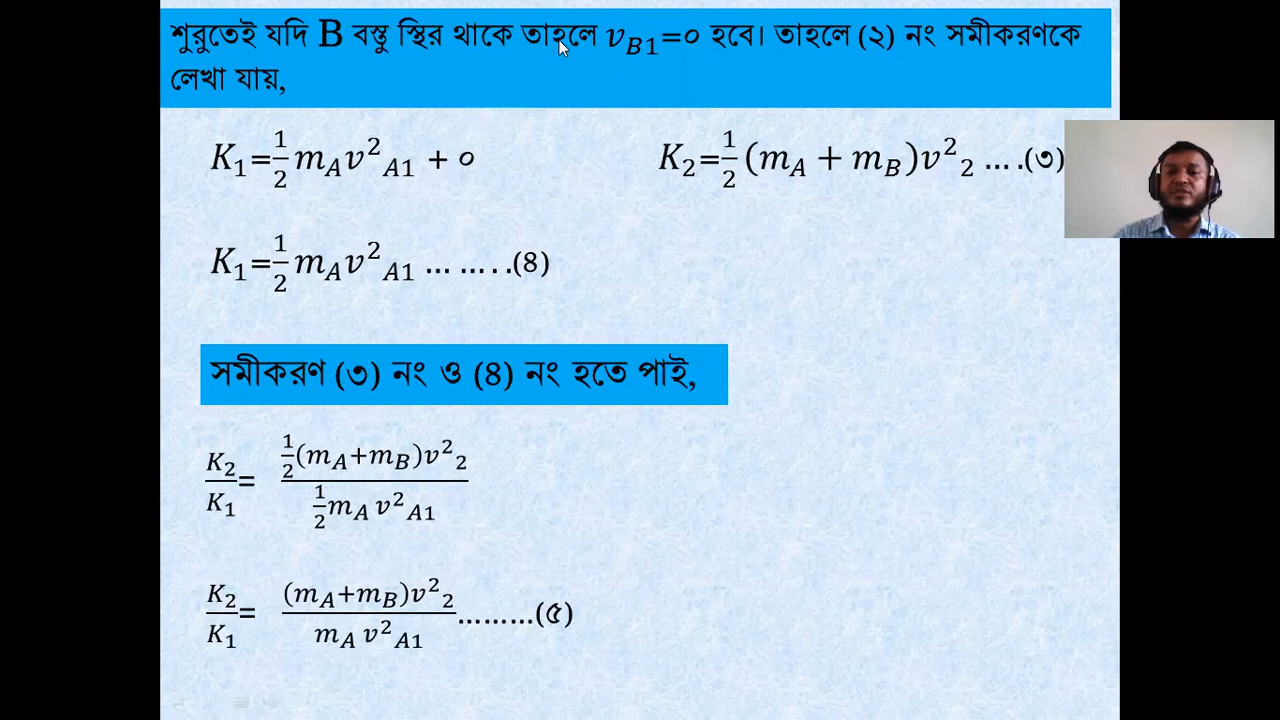 শুরুতেই যদি B বস্তু স্থির থাকে তাহলে v_{B1}=০ হবে। তাহলে (২) নং সমীকরণকে
লেখা যায়,
K_1=\frac{1}{2} m_A v^2_{A1} + ০
K_2=\frac{1}{2} (m_A + m_B)v^2_2 ... .(৩)
K_1=\frac{1}{2} m_A v^2_{A1} ... ... . .(৪)
সমীকরণ (৩) নং ও (৪) নং হতে পাই,
\frac{K_2}{K_1}= \frac{\frac{1}{2}(m_A+m_B)v^2_2}{\frac{1}{2}m_A v^2_{A1}}
\frac{K_2}{K_1}= \frac{(m_A+m_B)v^2_2}{m_A v^2_{A1}}.........(৫)